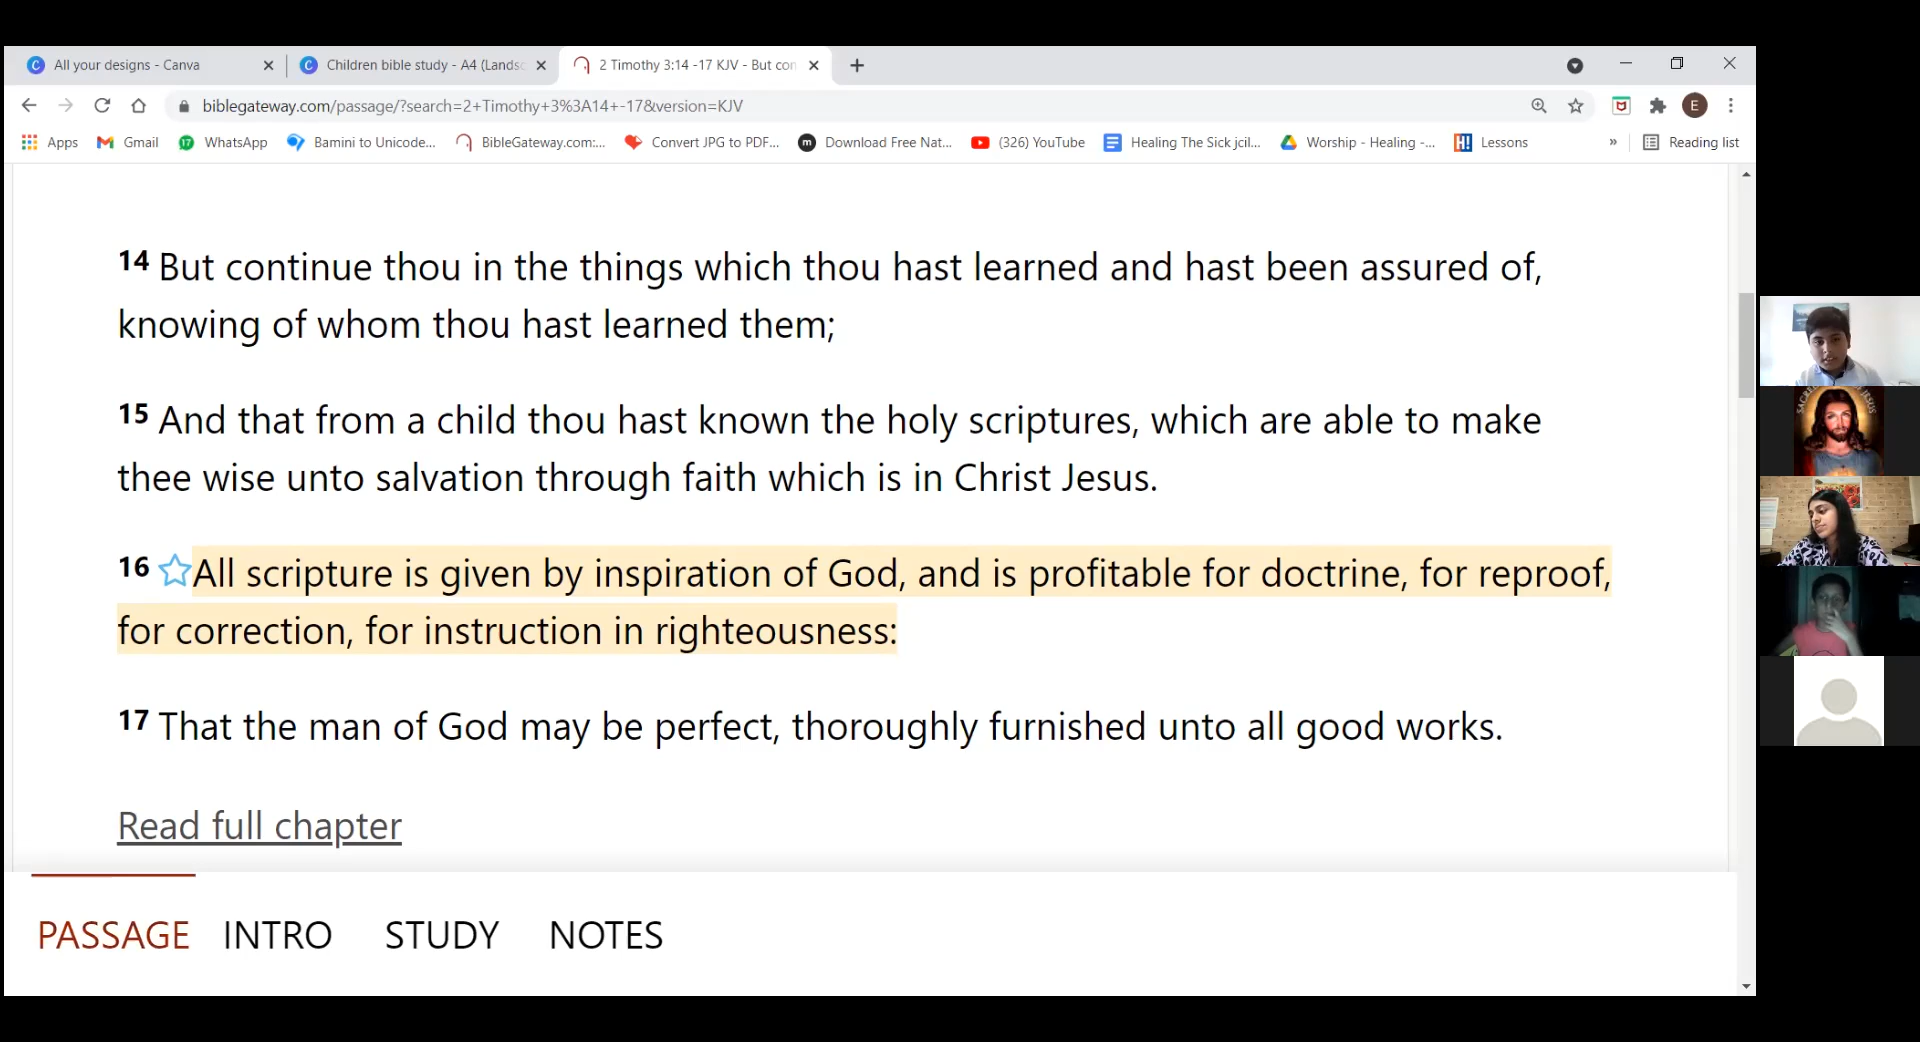 All your designs - Canva
Children bible study - A4 (Landsc
2 Timothy 3:14 -17 KJV - But con
biblegateway.com/passage/?search=2+Timothy+3%3A14+-17&version=KJV
E
Apps
Gmail
17
WhatsApp
Bamini to Unicode...
BibleGateway.com:...
Convert JPG to PDF...
m
Download Free Nat...
(326) YouTube
Healing The Sick jcil...
Worship - Healing -...
H!
Lessons
»
Reading list
14 But continue thou in the things which thou hast learned and hast been assured of,
knowing of whom thou hast learned them;
15 And that from a child thou hast known the holy scriptures, which are able to make
thee wise unto salvation through faith which is in Christ Jesus.
16 All scripture is given by inspiration of God, and is profitable for doctrine, for reproof,
for correction, for instruction in righteousness:
17 That the man of God may be perfect, thoroughly furnished unto all good works.
Read full chapter
PASSAGE INTRO STUDY NOTES